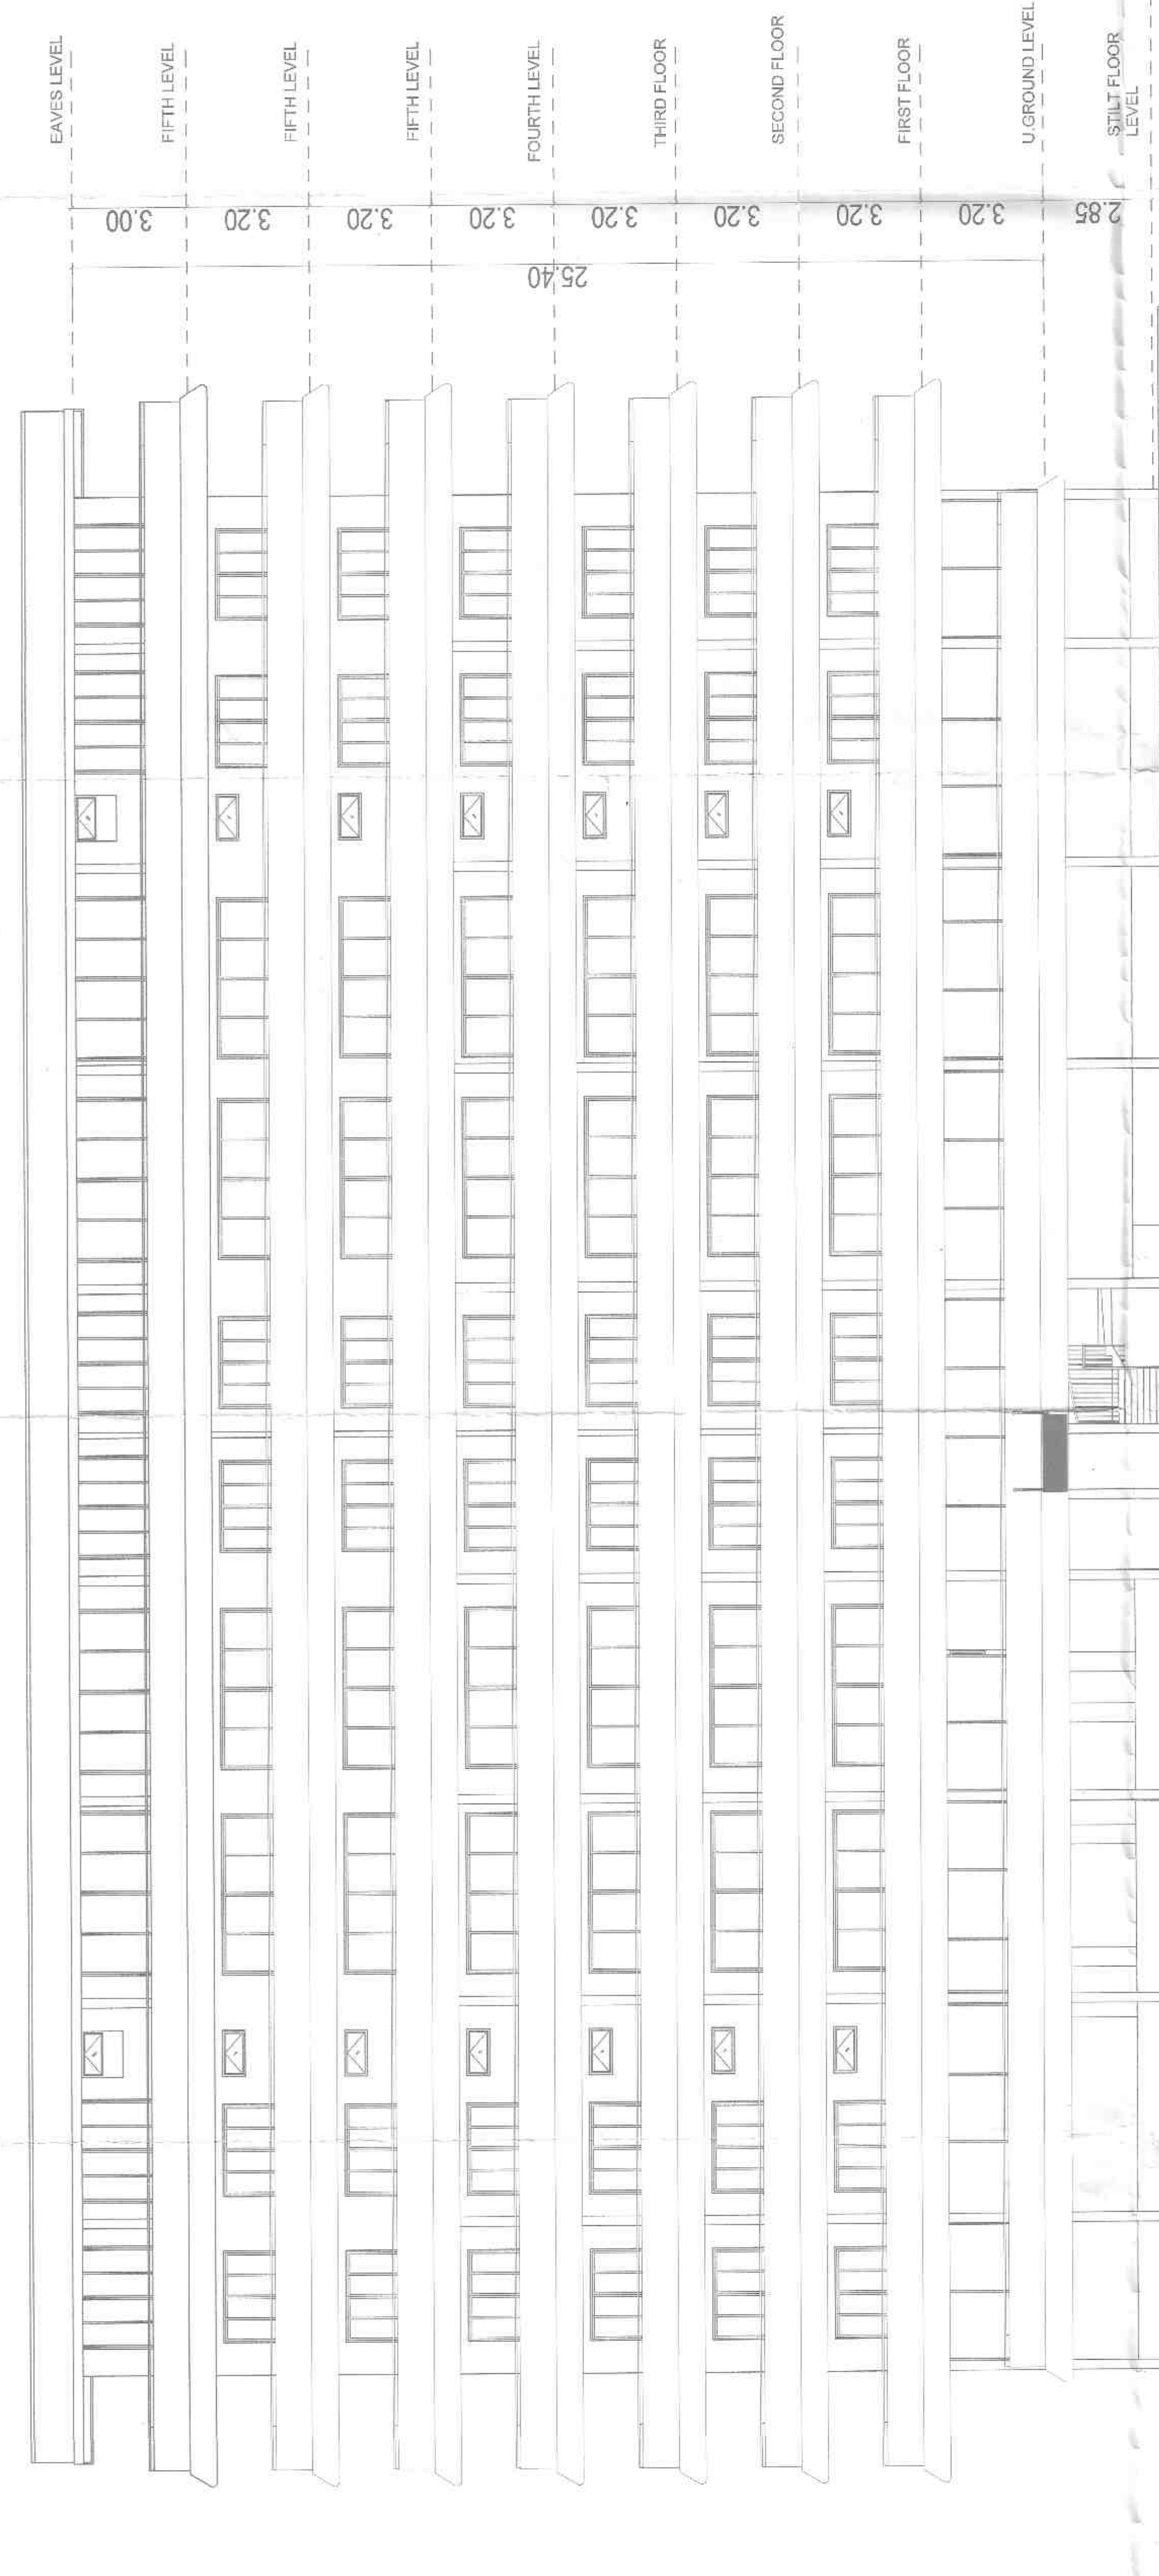 EAVES LEVEL
FIFTH LEVEL
FIFTH LEVEL
FIFTH LEVEL
FOURTH LEVEL
THIRD FLOOR
SECOND FLOOR
FIRST FLOOR
U.GROUND LEVEL
STILT FLOOR
LEVEL
3.00
3.20
3.20
3.20
3.20
3.20
3.20
3.20
2.85
25.40